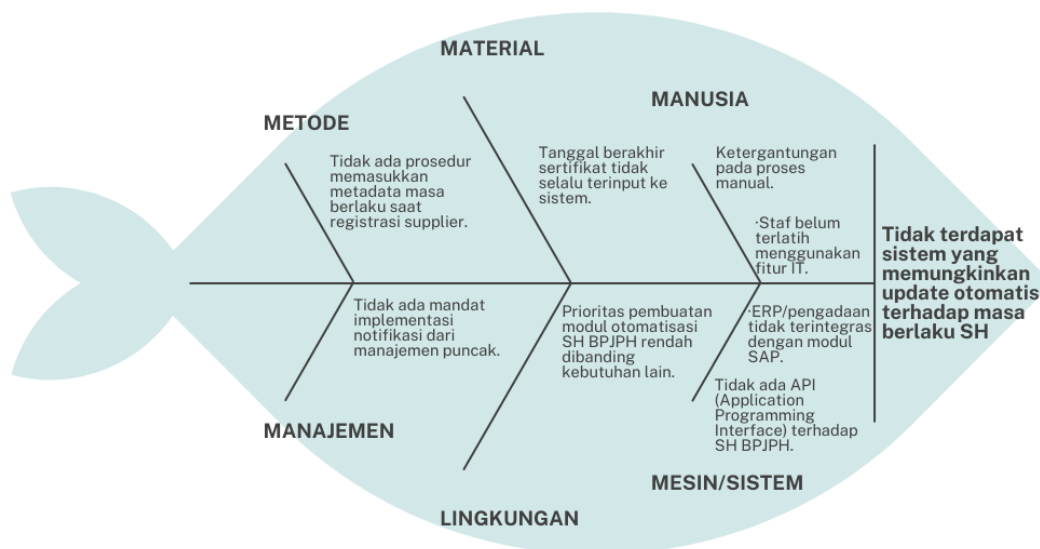 MATERIAL
MANUSIA
METODE
Tidak ada prosedur
memasukkan
metadata masa
berlaku saat
registrasi supplier.
Tanggal berakhir
sertifikat tidak
selalu terinput ke
sistem.
Ketergantungan
pada proses
manual.
·Staf belum
terlatih
menggunakan
fitur IT.
Tidak terdapat
sistem yang
memungkinkan
update otomatis
terhadap masa
berlaku SH
Tidak ada mandat
implementasi
notifikasi dari
manajemen puncak.
Prioritas pembuatan
modul otomatisasi
SH BPJPH rendah
dibanding
kebutuhan lain.
·ERP/pengadaan
tidak terintegras
dengan modul
SAP.
Tidak ada API
(Application
Programming
Interface) terhadap
SH BPJPH.
MANAJEMEN
MESIN/SISTEM
LINGKUNGAN